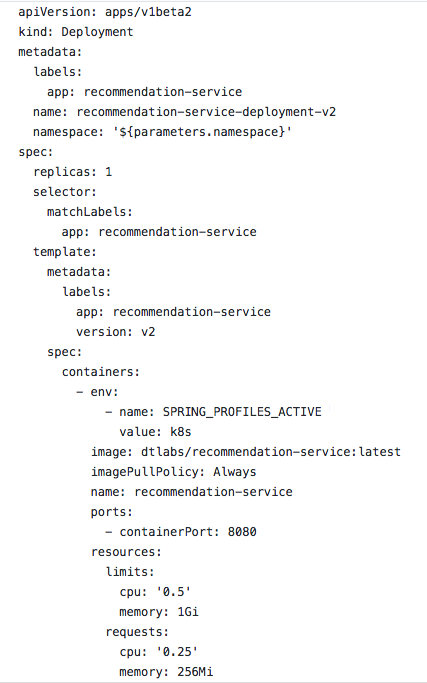 apiVersion: apps/v1beta2
kind: Deployment
metadata:
  labels:
    app: recommendation-service
  name: recommendation-service-deployment-v2
  namespace: '${parameters.namespace}'
spec:
  replicas: 1
  selector:
    matchLabels:
      app: recommendation-service
  template:
    metadata:
      labels:
        app: recommendation-service
        version: v2
    spec:
      containers:
        - env:
            - name: SPRING_PROFILES_ACTIVE
              value: k8s
          image: dtlabs/recommendation-service:latest
          imagePullPolicy: Always
          name: recommendation-service
          ports:
            - containerPort: 8080
          resources:
            limits:
              cpu: '0.5'
              memory: 1Gi
            requests:
              cpu: '0.25'
              memory: 256Mi